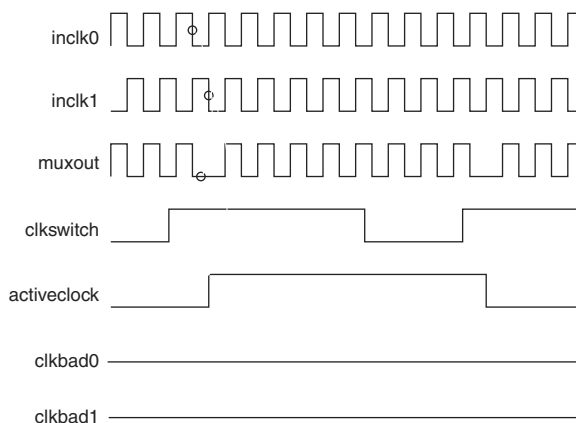 inclk0
inclk1
muxout
clkswitch
activeclock
clkbad0
clkbad1